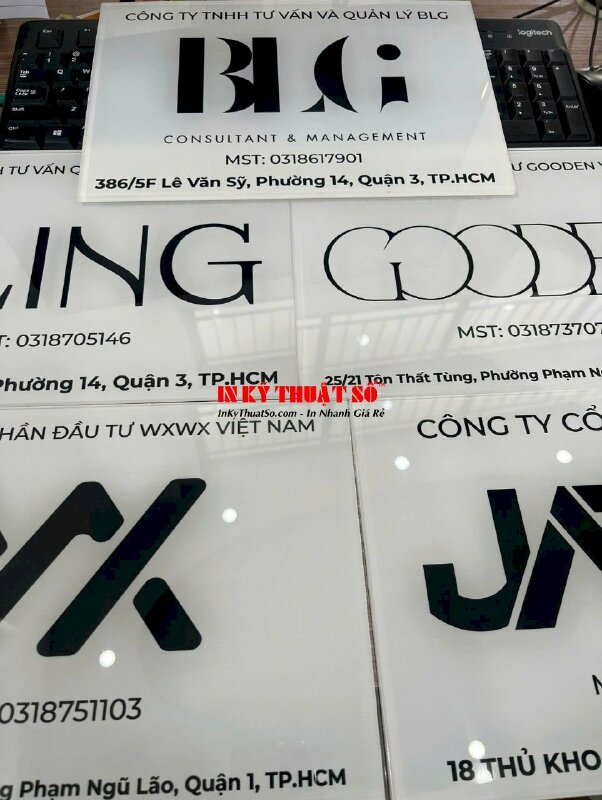 CÔNG TY TNHH TƯ VẤN VÀ QUẢN LÝ BLG
BLG
CONSULTANT & MANAGEMENT
MST: 0318617901
386/5F Lê Văn Sỹ, Phường 14, Quận 3, TP.HCM
logitech
H TƯ VẤN Q
LING
T: 0318705146
Phường 14, Quận 3, TP.HCM
Ư GOODEN V
GOODE
MST: 031873707
25/21 Tôn Thất Tùng, Phường Phạm Ng
IN KỸ THUẬT SỐ
InKyThuatSo.com - In Nhanh Giá Rẻ
HẦN ĐẦU TƯ WXWX VIỆT NAM
X
0318751103
ng Phạm Ngũ Lão, Quận 1, TP.HCM
CÔNG TY CỔ
JA
18 THỦ KHO